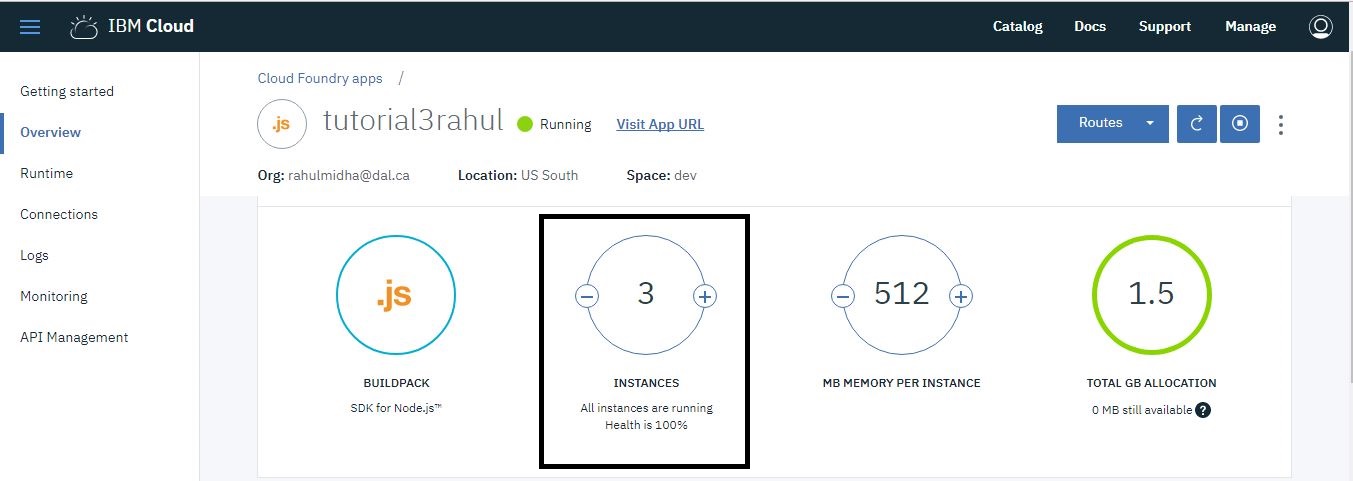 IBM Cloud
Catalog Docs Support Manage
Getting started
Overview
Runtime
Connections
Logs
Monitoring
API Management
Cloud Foundry apps /
.js tutorial3rahul Running Visit App URL
Routes
Org: rahulmidha@dal.ca Location: US South Space: dev
.js
BUILDPACK
SDK for Node.js™
− 3 +
INSTANCES
All instances are running
Health is 100%
− 512 +
MB MEMORY PER INSTANCE
1.5
TOTAL GB ALLOCATION
0 MB still available ?